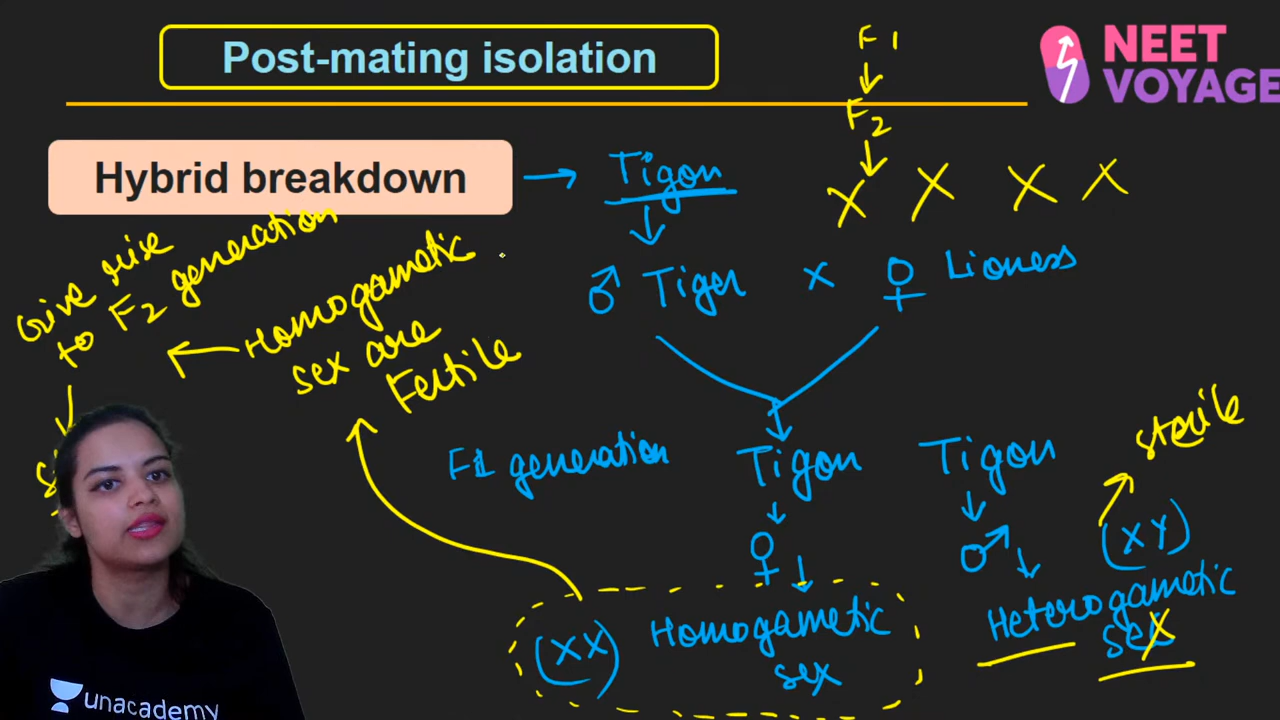 Post-mating isolation
NEET
VOYAGE
F1
F2
X X X X
Hybrid breakdown
Tigon
Tiger x ♀ Lioness
♂
Give rise
to F2 generation
Homogametic
sex are
Fertile
F1 generation
Tigon
Tigon
sterile
♀
♂
(XY)
Heterogametic
sex
(XX) Homogametic
sex
unacademy